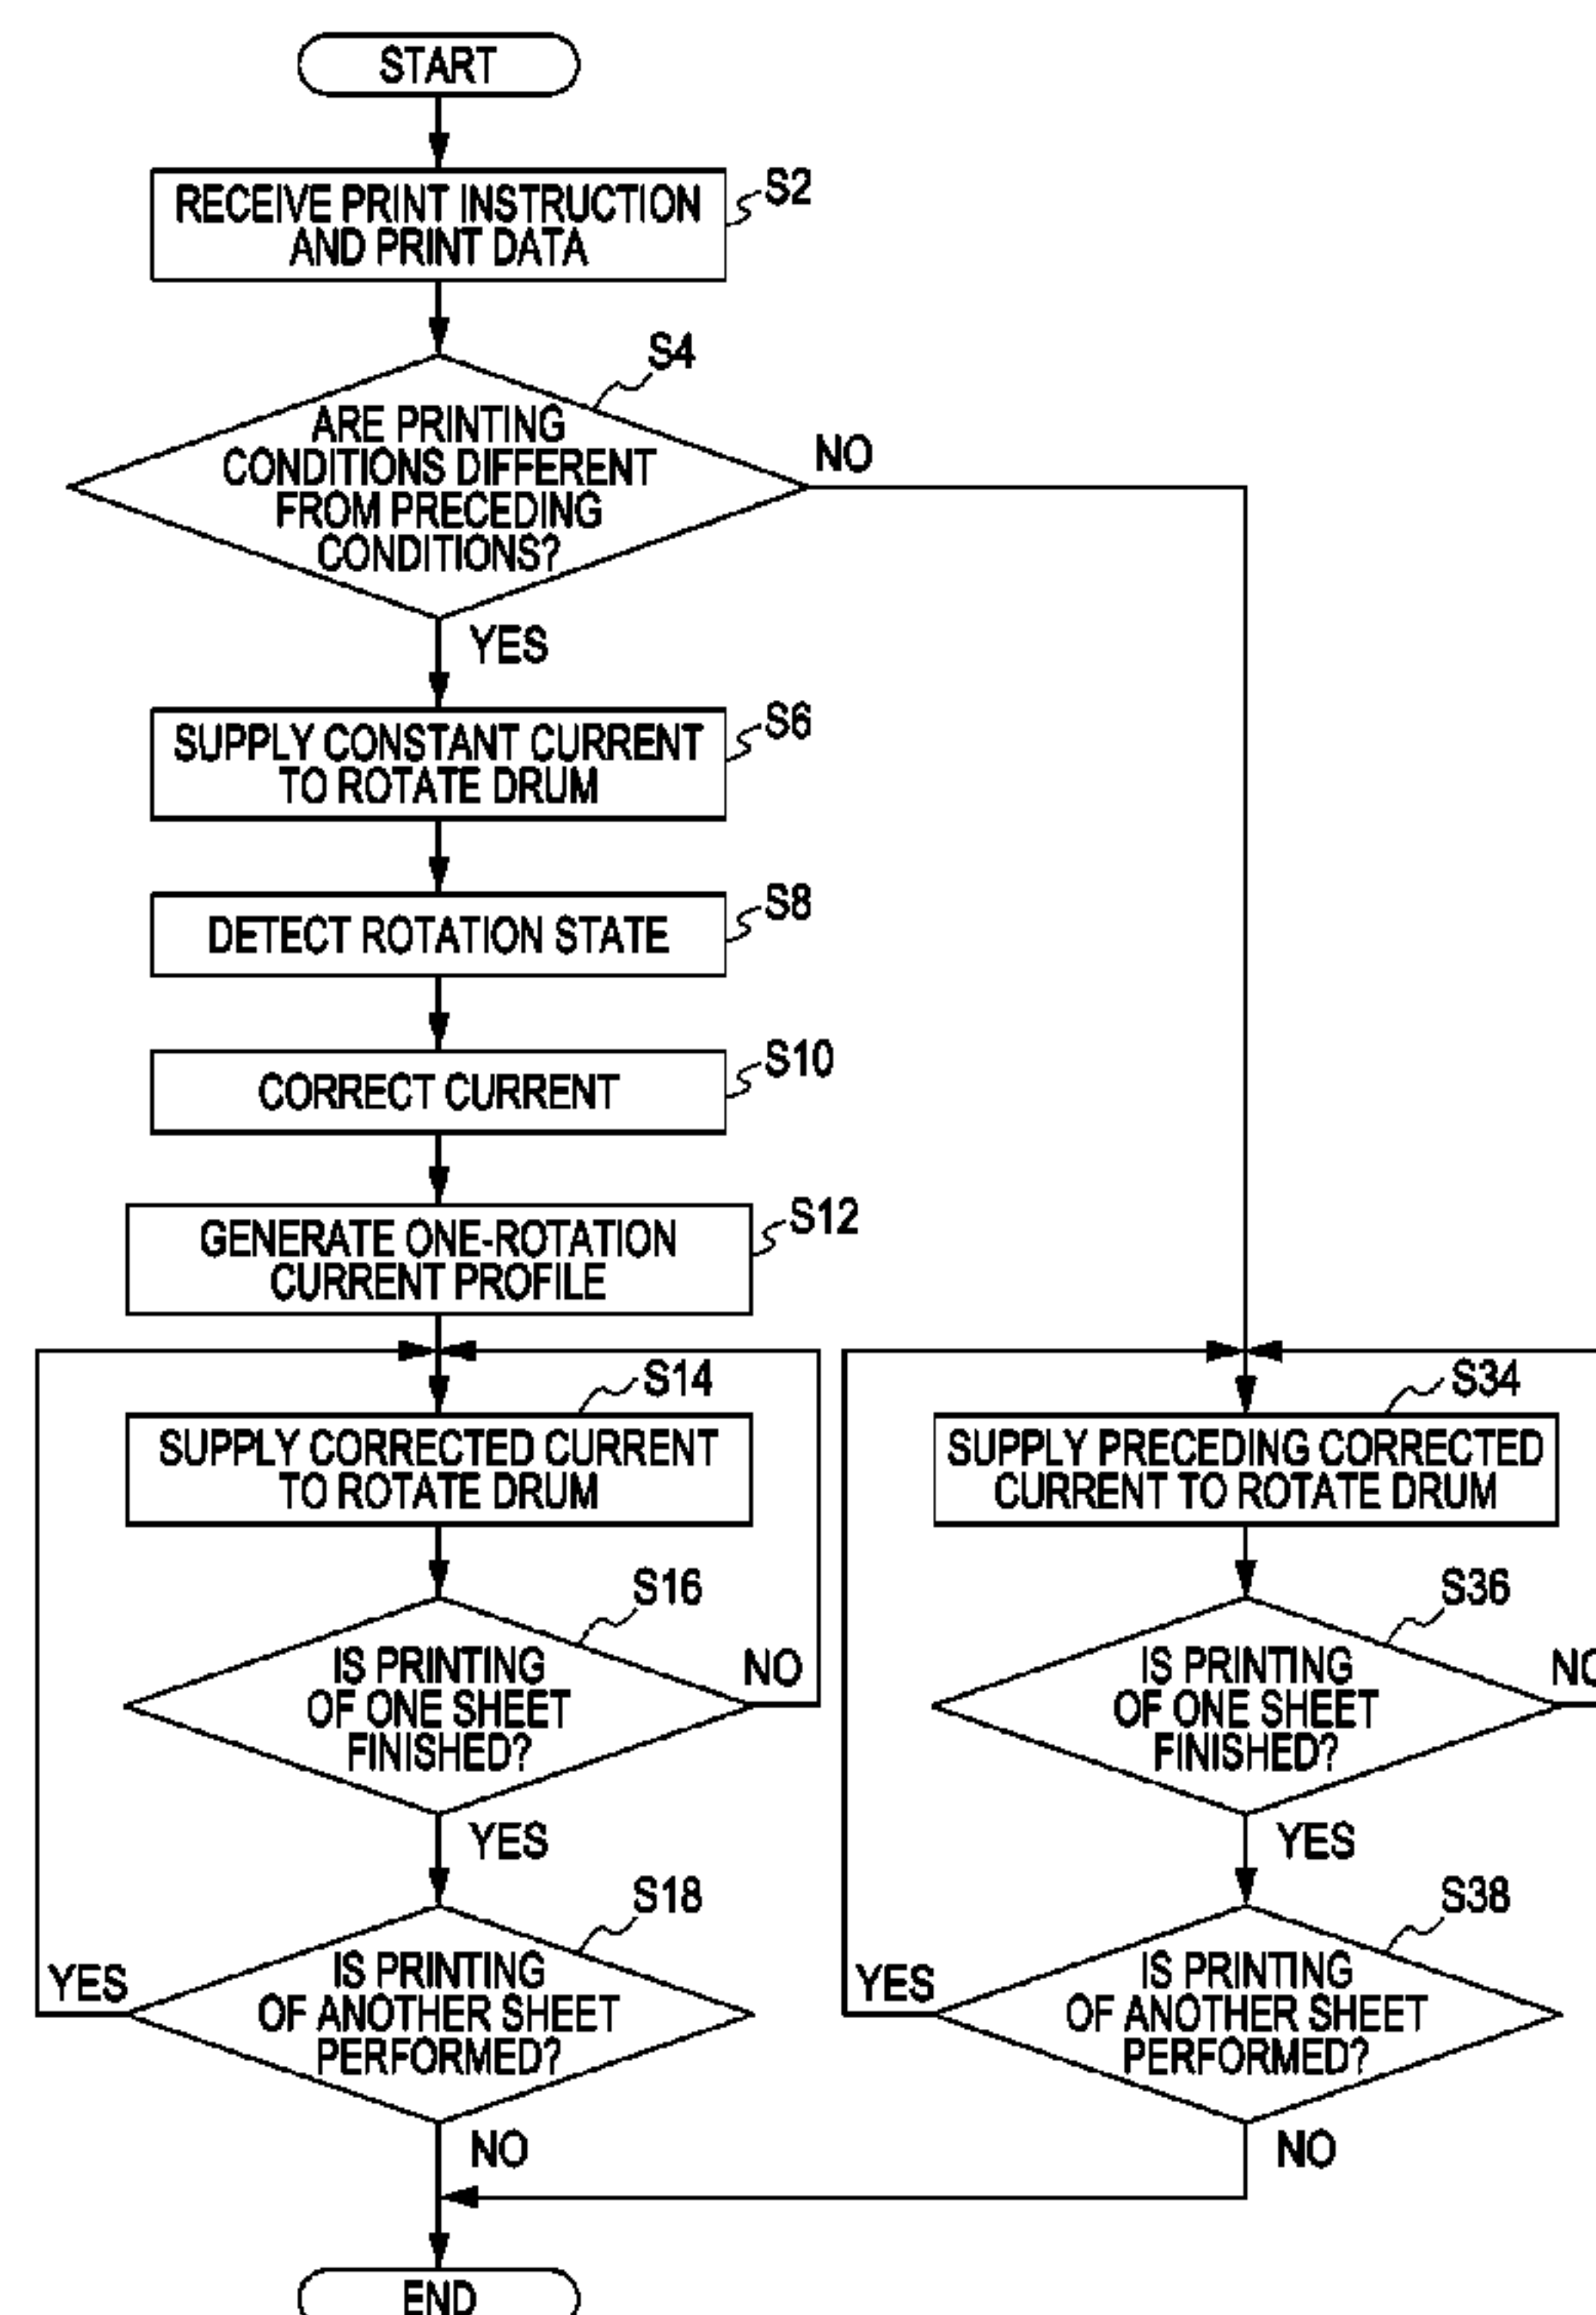 START
RECEIVE PRINT INSTRUCTION
AND PRINT DATA
S2
S4
ARE PRINTING
CONDITIONS DIFFERENT
FROM PRECEDING
CONDITIONS?
NO
YES
SUPPLY CONSTANT CURRENT
TO ROTATE DRUM
S6
DETECT ROTATION STATE
S8
CORRECT CURRENT
S10
GENERATE ONE-ROTATION
CURRENT PROFILE
S12
S14
SUPPLY CORRECTED CURRENT
TO ROTATE DRUM
S16
IS PRINTING
OF ONE SHEET
FINISHED?
NO
YES
S18
IS PRINTING
OF ANOTHER SHEET
PERFORMED?
YES
NO
S34
SUPPLY PRECEDING CORRECTED
CURRENT TO ROTATE DRUM
S36
IS PRINTING
OF ONE SHEET
FINISHED?
NO
YES
S38
IS PRINTING
OF ANOTHER SHEET
PERFORMED?
YES
NO
END